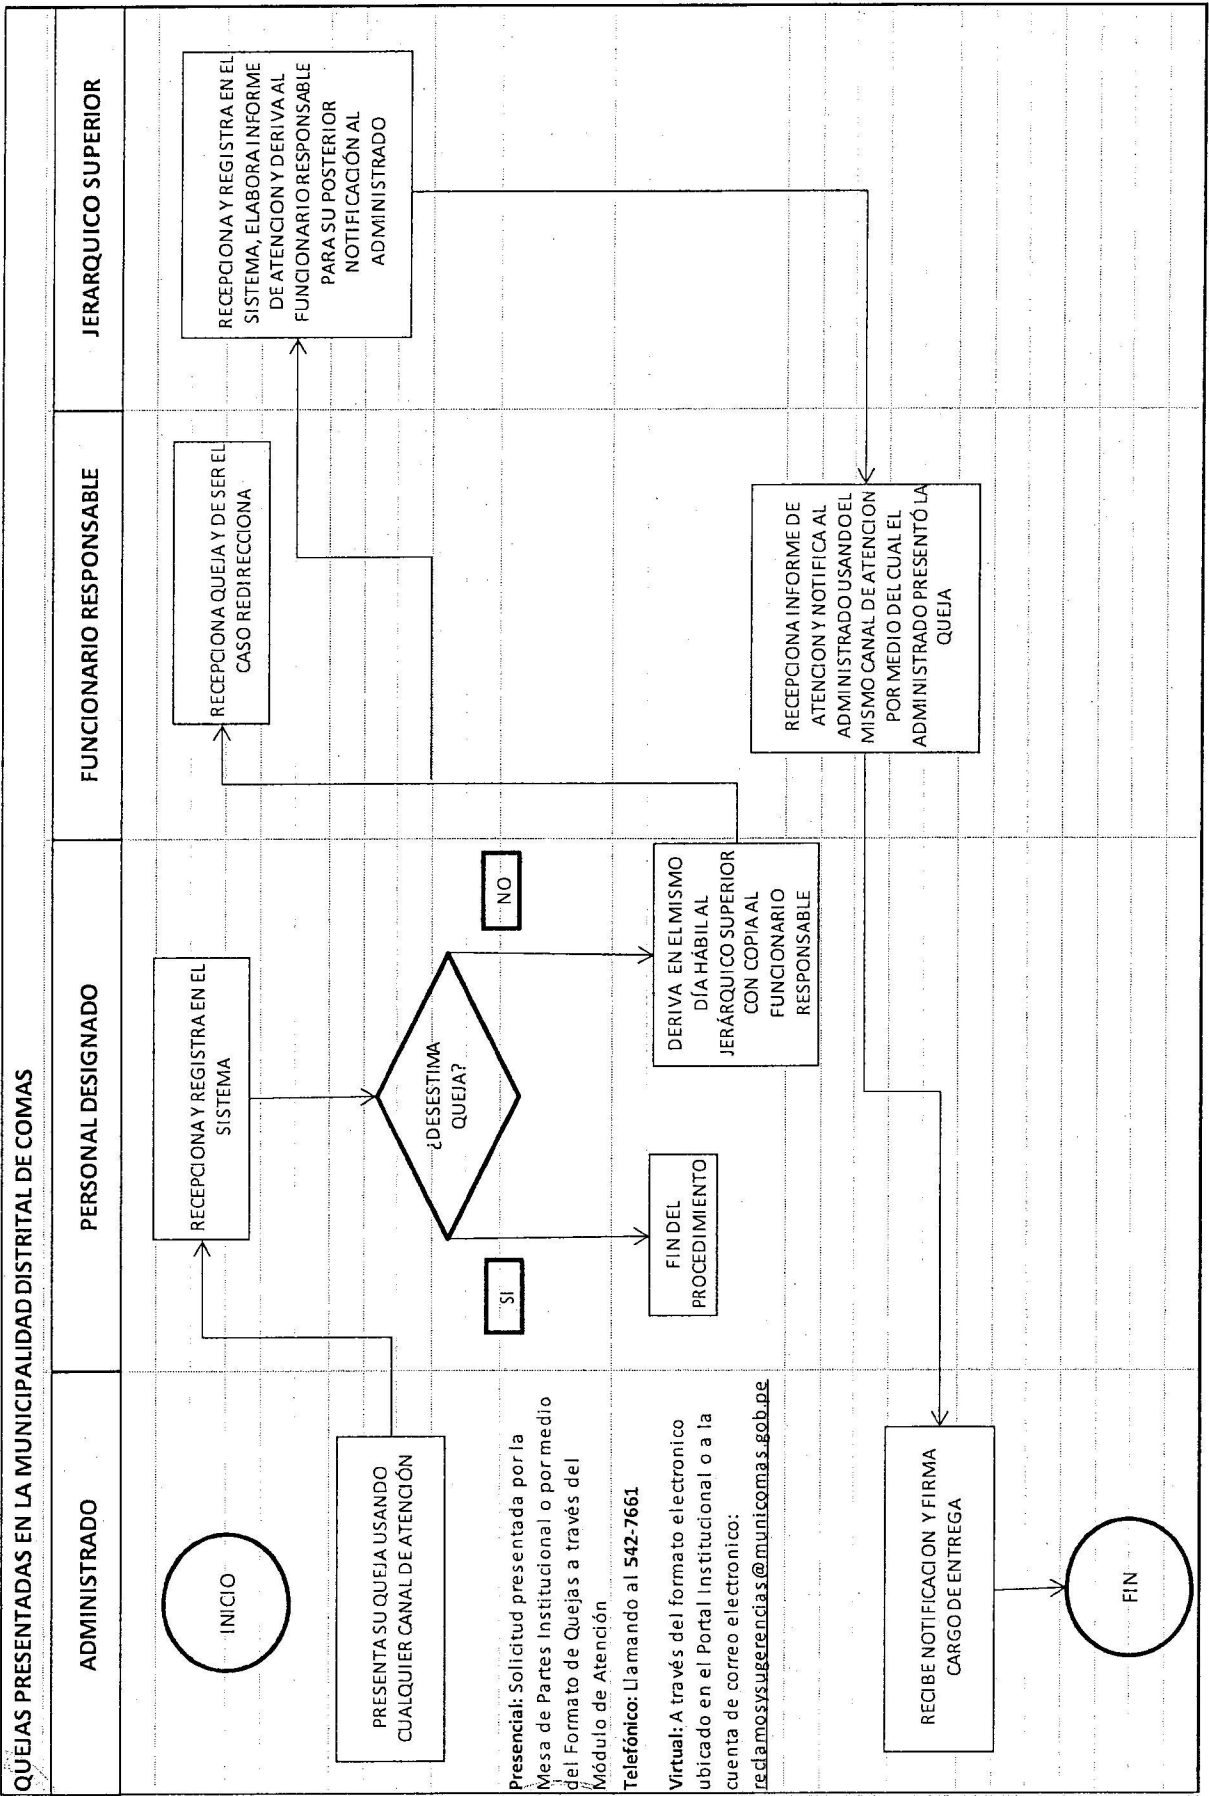 QUEJAS PRESENTADAS EN LA MUNICIPALIDAD DISTRITAL DE COMAS
ADMINISTRADO
PERSONAL DESIGNADO
FUNCIONARIO RESPONSABLE
JERARQUICO SUPERIOR
INICIO
PRESENTA SU QUEJA USANDO
CUALQUIER CANAL DE ATENCIÓN
Presencial: Solicitud presentada por la
Mesa de Partes Institucional o por medio
del Formato de Quejas a través del
Módulo de Atención
Telefónico: Llamando al 542-7661
Virtual: A través del formato electronico
ubicado en el Portal Institucional o a la
cuenta de correo electronico:
reclamosysugerencias@municomas.gob.pe
RECIBE NOTIFICACION Y FIRMA
CARGO DE ENTREGA
FIN
RECEPCIONA Y REGISTRA EN EL
SISTEMA
¿DESESTIMA
QUEJA?
SI
NO
FIN DEL
PROCEDIMIENTO
DERIVA EN EL MISMO
DÍA HÁBIL AL
JERÁRQUICO SUPERIOR
CON COPIA AL
FUNCIONARIO
RESPONSABLE
RECEPCIONA QUEJA Y DE SER EL
CASO REDIRECCIONA
RECEPCIONA INFORME DE
ATENCION Y NOTIFICA AL
ADMINISTRADO USANDO EL
MISMO CANAL DE ATENCION
POR MEDIO DEL CUAL EL
ADMINISTRADO PRESENTÓ LA
QUEJA
RECEPCIONA Y REGISTRA EN EL
SISTEMA, ELABORA INFORME
DE ATENCION Y DERIVA AL
FUNCIONARIO RESPONSABLE
PARA SU POSTERIOR
NOTIFICACIÓN AL
ADMINISTRADO